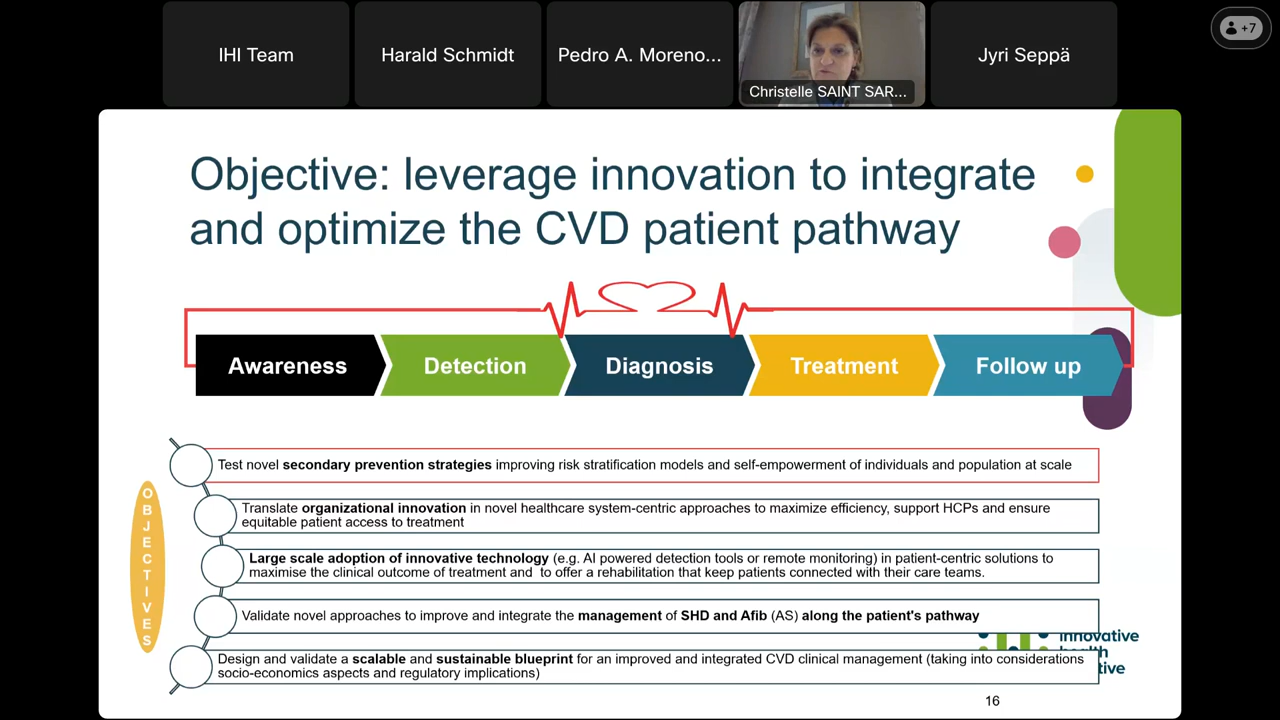 IHI Team
Harald Schmidt
Pedro A. Moreno...
Christelle SAINT SAR...
Jyri Seppä
+7
Objective: leverage innovation to integrate
and optimize the CVD patient pathway
Awareness
Detection
Diagnosis
Treatment
Follow up
OBJECTIVES
Test novel secondary prevention strategies improving risk stratification models and self-empowerment of individuals and population at scale
Translate organizational innovation in novel healthcare system-centric approaches to maximize efficiency, support HCPs and ensure
equitable patient access to treatment
Large scale adoption of innovative technology (e.g. AI powered detection tools or remote monitoring) in patient-centric solutions to
maximise the clinical outcome of treatment and to offer a rehabilitation that keep patients connected with their care teams.
Validate novel approaches to improve and integrate the management of SHD and Afib (AS) along the patient's pathway
Design and validate a scalable and sustainable blueprint for an improved and integrated CVD clinical management (taking into considerations
socio-economics aspects and regulatory implications)
innovative
16